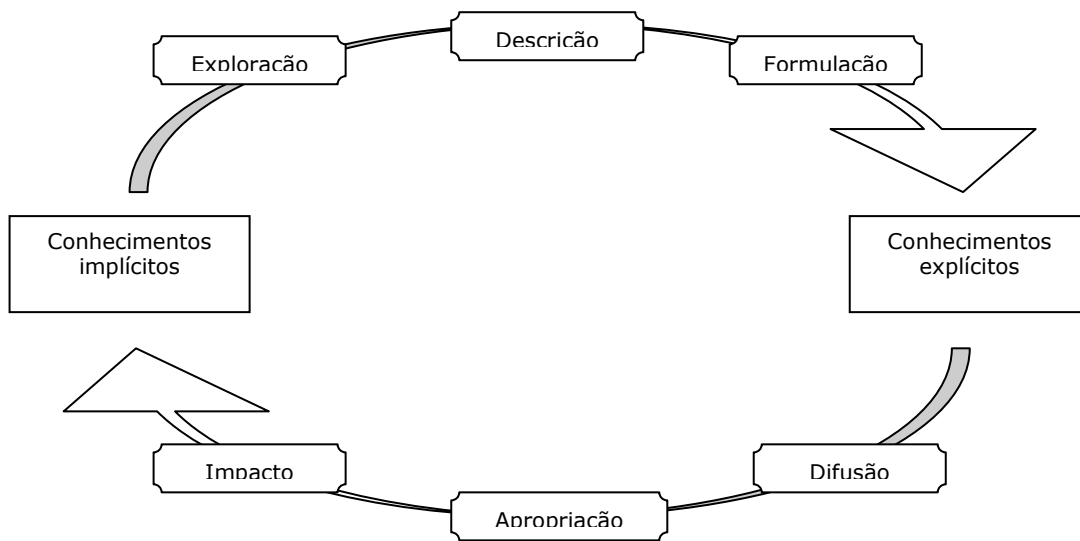 Descrição
Exploração
Formulação
Conhecimentos
implícitos
Conhecimentos
explícitos
Impacto
Difusão
Apropriação